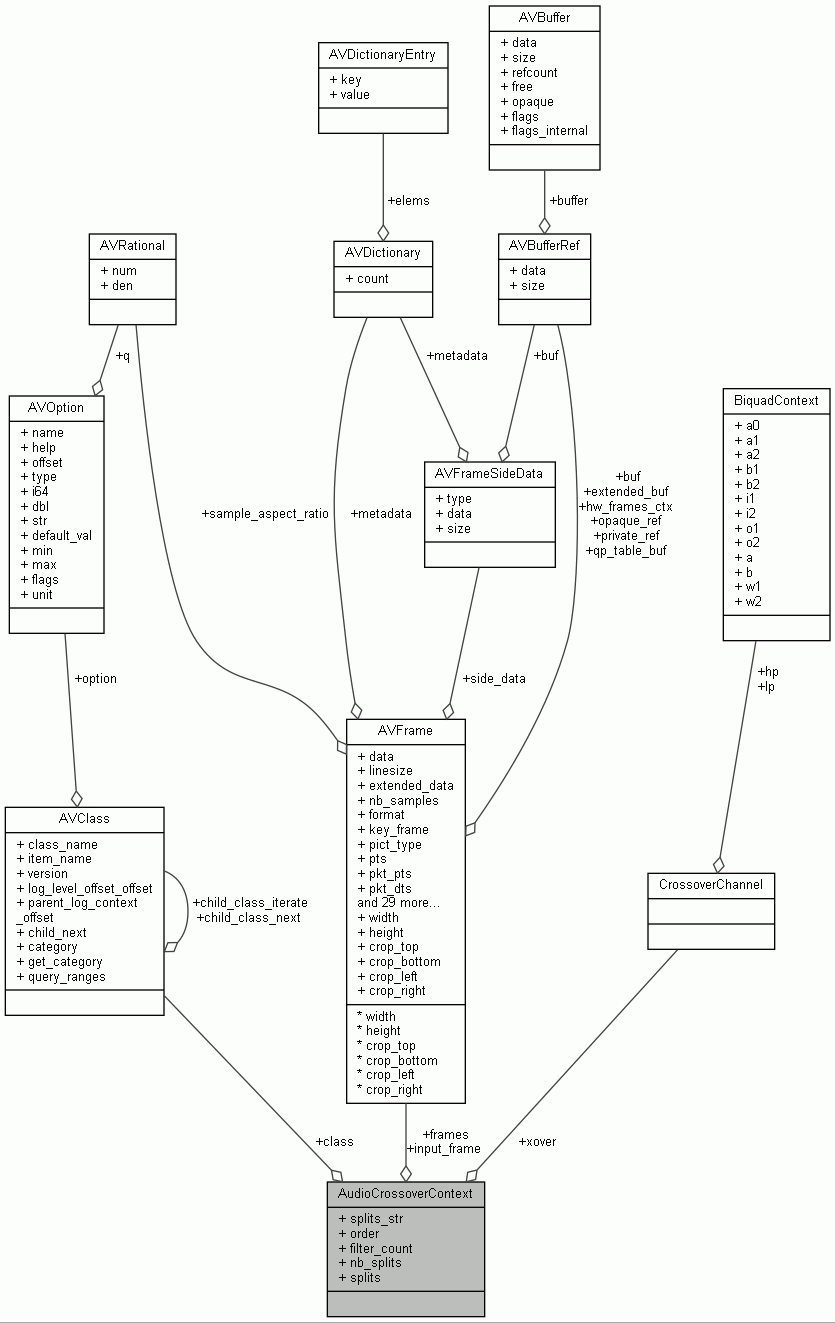 AVBuffer
+ data
+ size
+ refcount
+ free
+ opaque
+ flags
+ flags_internal
AVDictionaryEntry
+ key
+ value
+elems
+buffer
AVRational
+ num
+ den
AVDictionary
+ count
AVBufferRef
+ data
+ size
+q
+metadata
+buf
AVOption
+ name
+ help
+ offset
+ type
+ i64
+ dbl
+ str
+ default_val
+ min
+ max
+ flags
+ unit
BiquadContext
+ a0
+ a1
+ a2
+ b1
+ b2
+ i1
+ i2
+ o1
+ o2
+ a
+ b
+ w1
+ w2
AVFrameSideData
+ type
+ data
+ size
+sample_aspect_ratio
+metadata
+buf
+extended_buf
+hw_frames_ctx
+opaque_ref
+private_ref
+qp_table_buf
+option
+side_data
+hp
+lp
AVFrame
+ data
+ linesize
+ extended_data
+ nb_samples
+ format
+ key_frame
+ pict_type
+ pts
+ pkt_pts
+ pkt_dts
and 29 more...
+ width
+ height
+ crop_top
+ crop_bottom
+ crop_left
+ crop_right
* width
* height
* crop_top
* crop_bottom
* crop_left
* crop_right
AVClass
+ class_name
+ item_name
+ version
+ log_level_offset_offset
+ parent_log_context
_offset
+ child_next
+ category
+ get_category
+ query_ranges
+child_class_iterate
+child_class_next
CrossoverChannel
+class
+frames
+input_frame
+xover
AudioCrossoverContext
+ splits_str
+ order
+ filter_count
+ nb_splits
+ splits